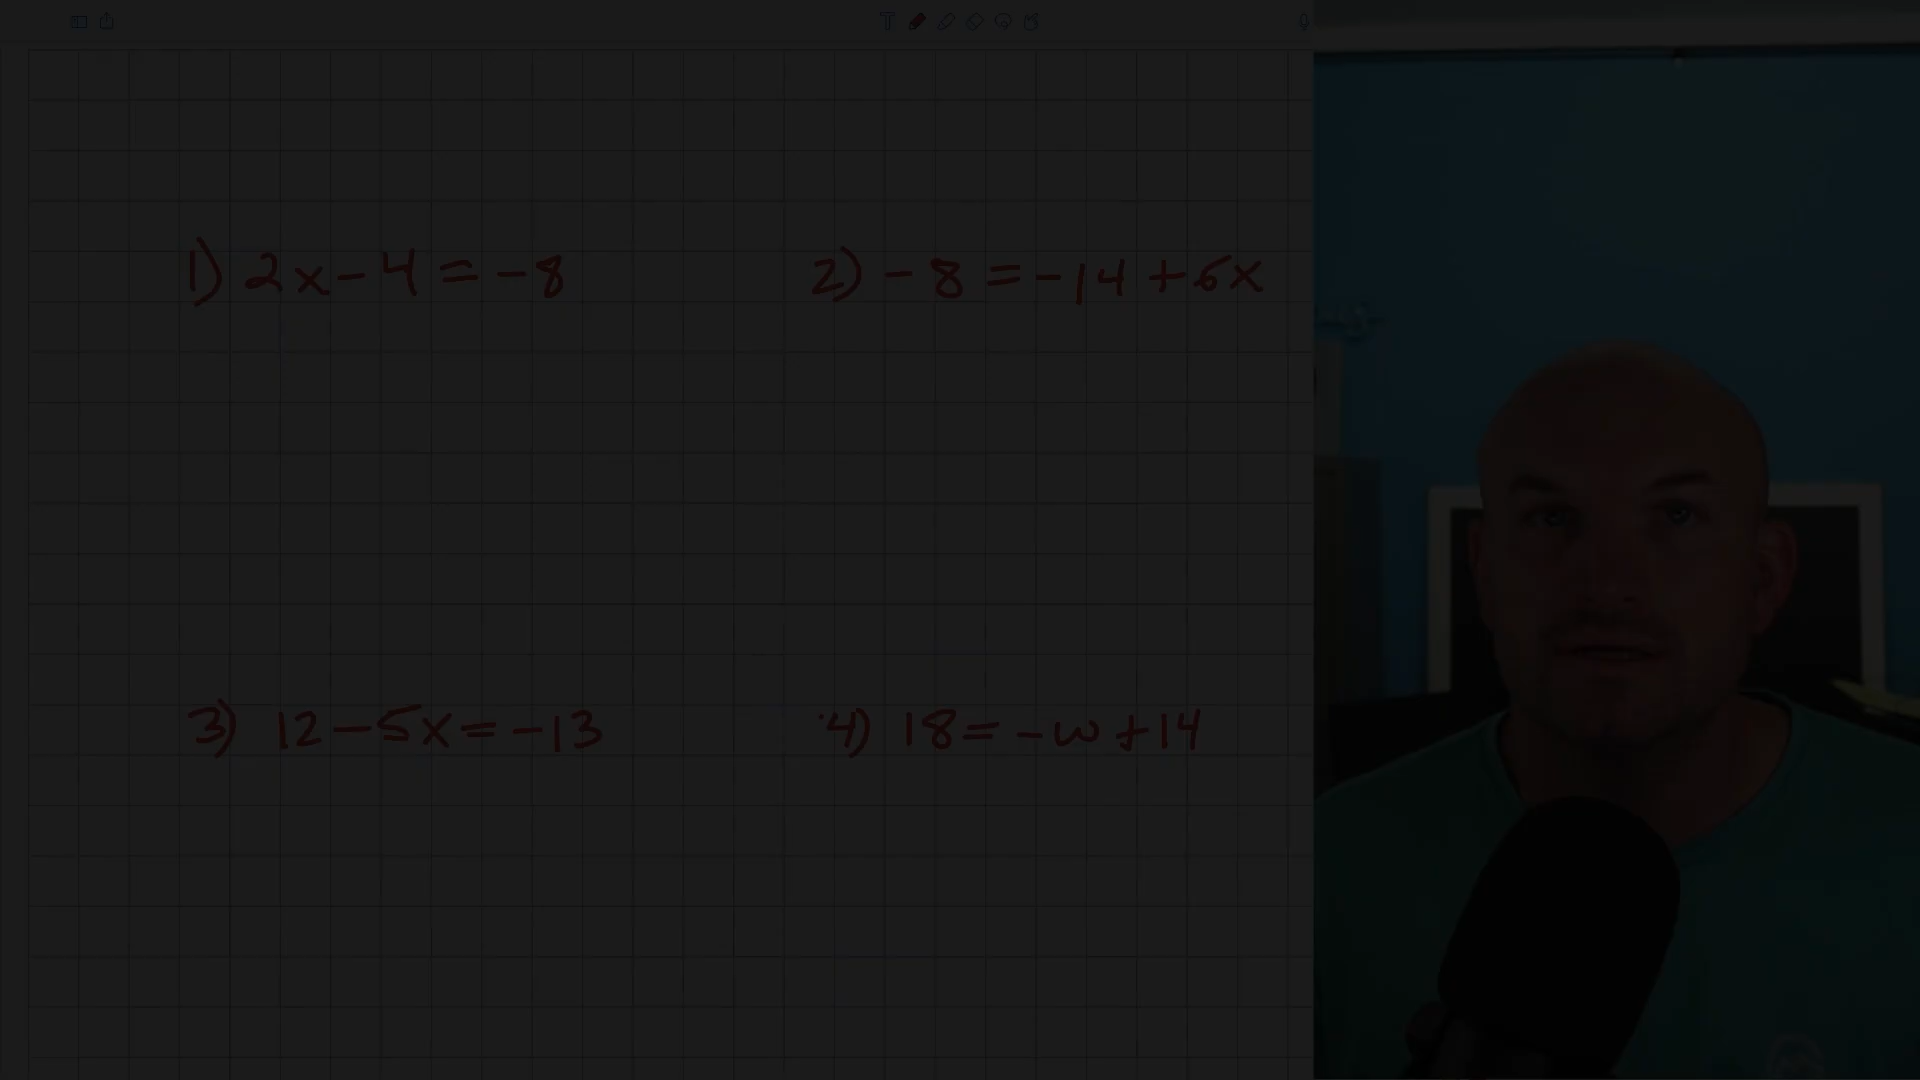 1) 2x-4=-8
2) -8=-14+6x
3) 12-5x=-13
4) 18=-w+14